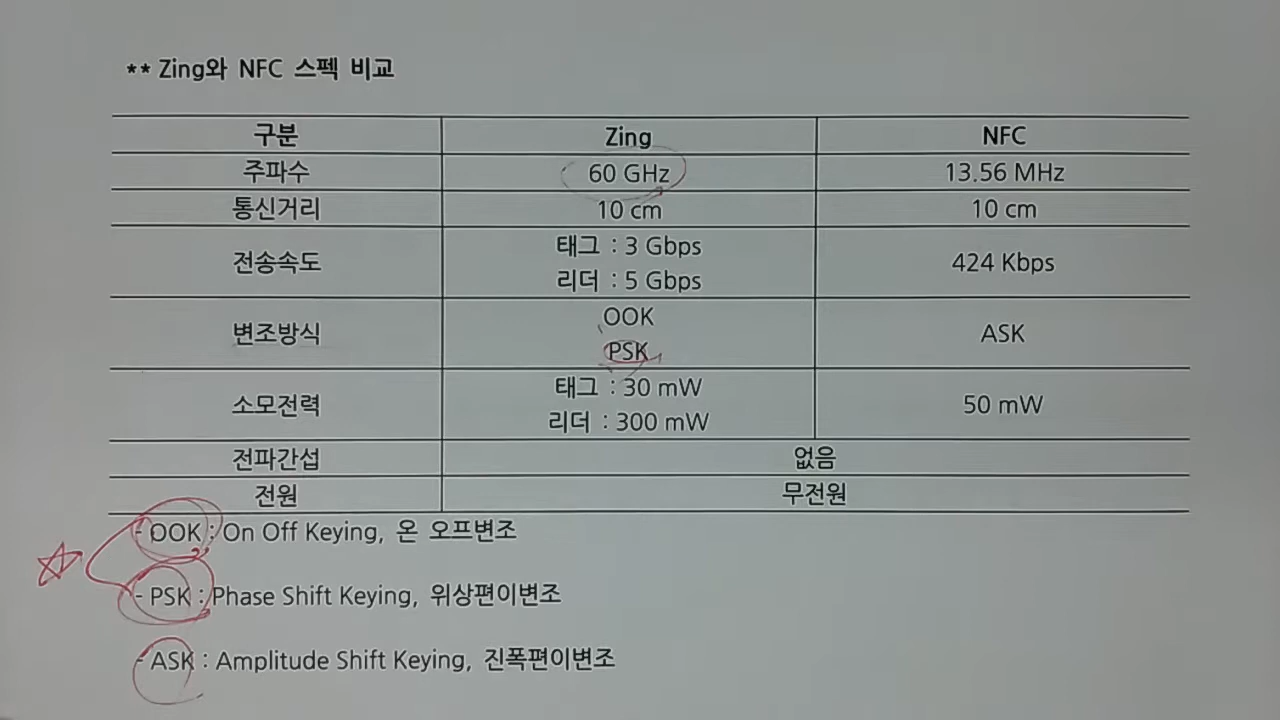 ** Zing와 NFC 스펙 비교
구분 Zing NFC
주파수 60 GHz 13.56 MHz
통신거리 10 cm 10 cm
전송속도 태그 : 3 Gbps 424 Kbps
리더 : 5 Gbps
변조방식 OOK ASK
PSK
소모전력 태그 : 30 mW 50 mW
리더 : 300 mW
전파간섭 없음
전원 무전원
- OOK : On Off Keying, 온 오프변조
- PSK : Phase Shift Keying, 위상편이변조
- ASK : Amplitude Shift Keying, 진폭편이변조